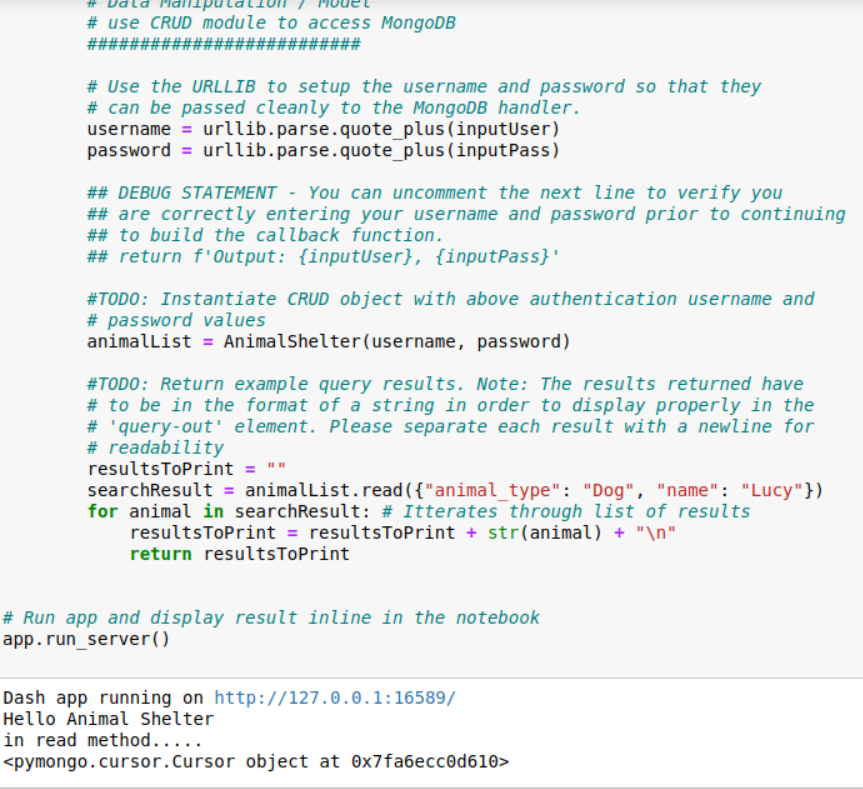 # Data Manipulation / Model
# use CRUD module to access MongoDB
##########################
# Use the URLLIB to setup the username and password so that they
# can be passed cleanly to the MongoDB handler.
username = urllib.parse.quote_plus(inputUser)
password = urllib.parse.quote_plus(inputPass)
## DEBUG STATEMENT - You can uncomment the next line to verify you
## are correctly entering your username and password prior to continuing
## to build the callback function.
## return f'Output: {inputUser}, {inputPass}'
#TODO: Instantiate CRUD object with above authentication username and
# password values
animalList = AnimalShelter(username, password)
#TODO: Return example query results. Note: The results returned have
# to be in the format of a string in order to display properly in the
# 'query-out' element. Please separate each result with a newline for
# readability
resultsToPrint = ""
searchResult = animalList.read({"animal_type": "Dog", "name": "Lucy"})
for animal in searchResult: # Itterates through list of results
resultsToPrint = resultsToPrint + str(animal) + "\n"
return resultsToPrint
# Run app and display result inline in the notebook
app.run_server()
Dash app running on http://127.0.0.1:16589/
Hello Animal Shelter
in read method.....
<pymongo.cursor.Cursor object at 0x7fa6ecc0d610>